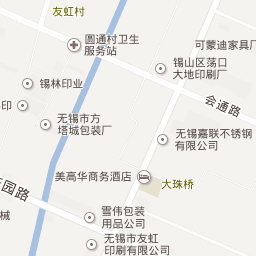 友虹村
圆通村卫生
服务站
可蒙迪家具厂
锡山区荡口
大地印刷厂
锡林印业
印
会通路
无锡市方
塔城包装厂
无锡嘉联不锈钢
有限公司
美高华商务酒店
大珠桥
园路
雪伟包装
用品公司
械
无锡市友虹
印刷有限公司